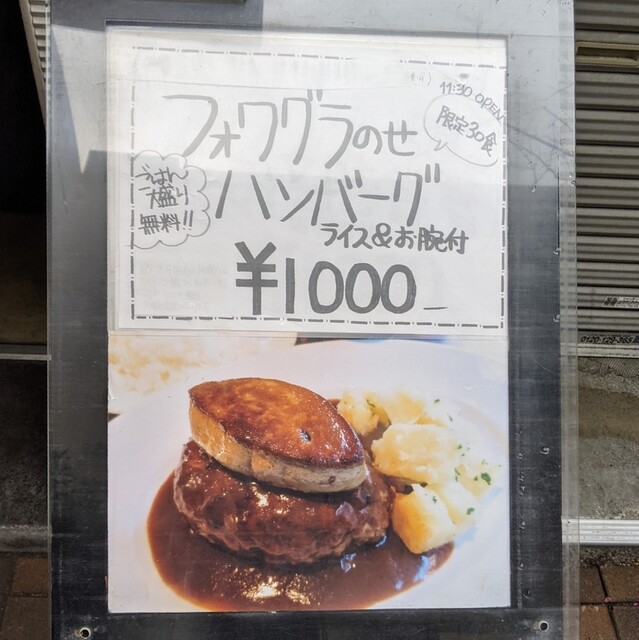 11:30 OPEN
限定30食
フォワグラのせ
ハンバーグ
ごはん
大盛り
無料!!
ライス&お腕付
¥1000